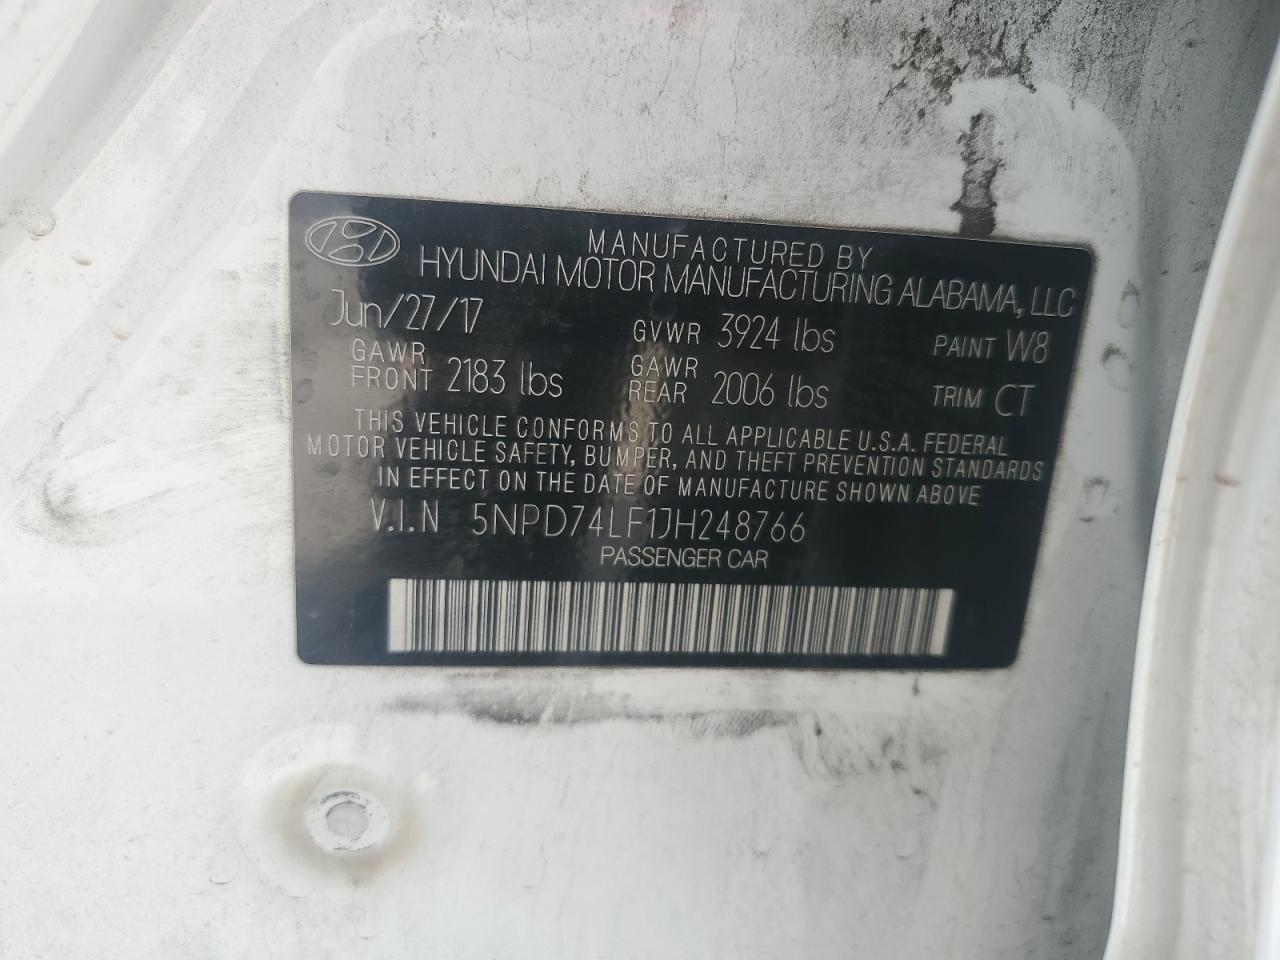 MANUFACTURED BY
HYUNDAI MOTOR MANUFACTURING ALABAMA, LLC
Jun/27/17 GVWR 3924 lbs PAINT W8
GAWR FRONT 2183 lbs GAWR REAR 2006 lbs TRIM CT
THIS VEHICLE CONFORMS TO ALL APPLICABLE U.S.A. FEDERAL
MOTOR VEHICLE SAFETY, BUMPER, AND THEFT PREVENTION STANDARDS
IN EFFECT ON THE DATE OF MANUFACTURE SHOWN ABOVE
V.I.N 5NPD74LF1JH248766
PASSENGER CAR